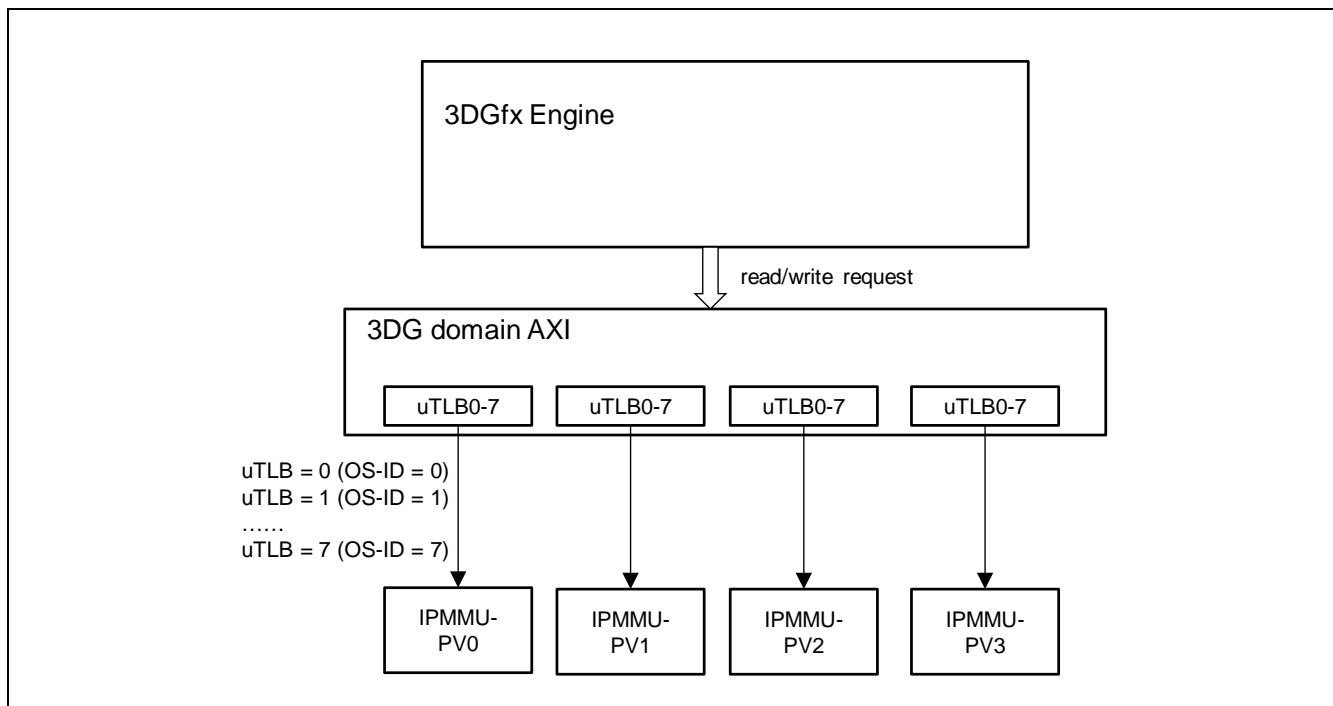 3DGfx Engine
read/write request
3DG domain AXI
uTLB0-7
uTLB0-7
uTLB0-7
uTLB0-7
uTLB = 0 (OS-ID = 0)
uTLB = 1 (OS-ID = 1)
……
uTLB = 7 (OS-ID = 7)
IPMMU-
PV0
IPMMU-
PV1
IPMMU-
PV2
IPMMU-
PV3